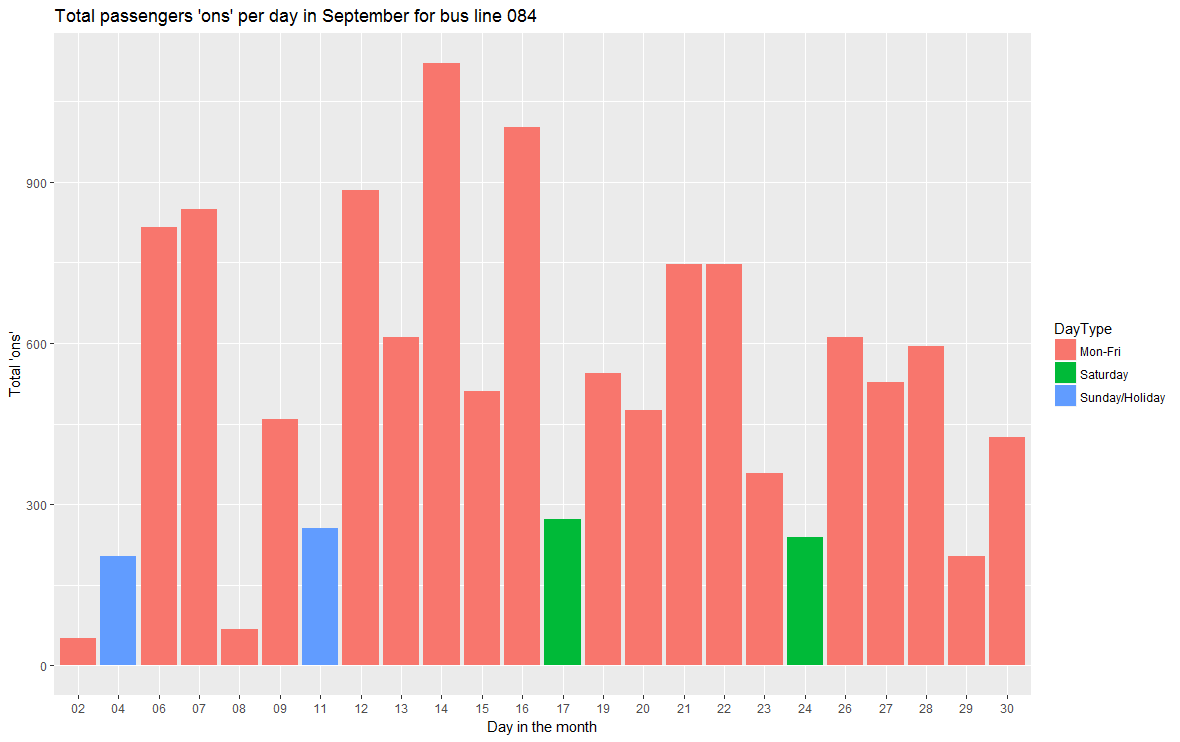 Total passengers 'ons' per day in September for bus line 084
Total 'ons'
900
600
300
0
02 04 06 07 08 09 11 12 13 14 15 16 17 19 20 21 22 23 24 26 27 28 29 30
Day in the month
DayType
Mon-Fri
Saturday
Sunday/Holiday